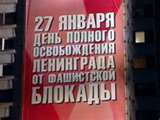 27 ЯНВАРЯ
ДЕНЬ ПОЛНОГО
ОСВОБОЖДЕНИЯ
ЛЕНИНГРАДА
ОТ ФАШИСТСКОЙ
БЛОКАДЫ